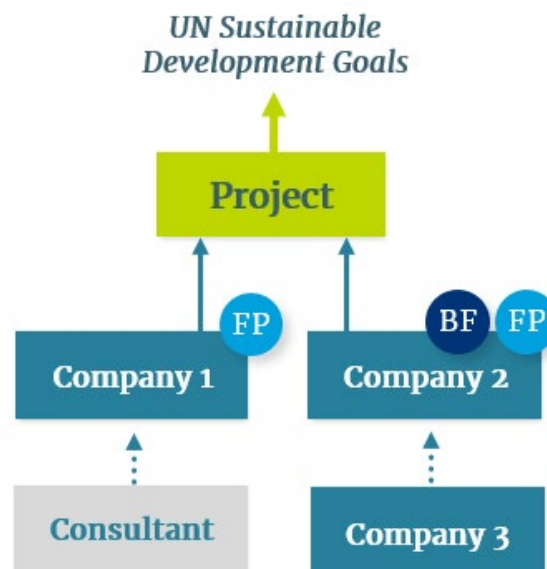 UN Sustainable
Development Goals
Project
FP
BF FP
Company 1
Company 2
Consultant
Company 3